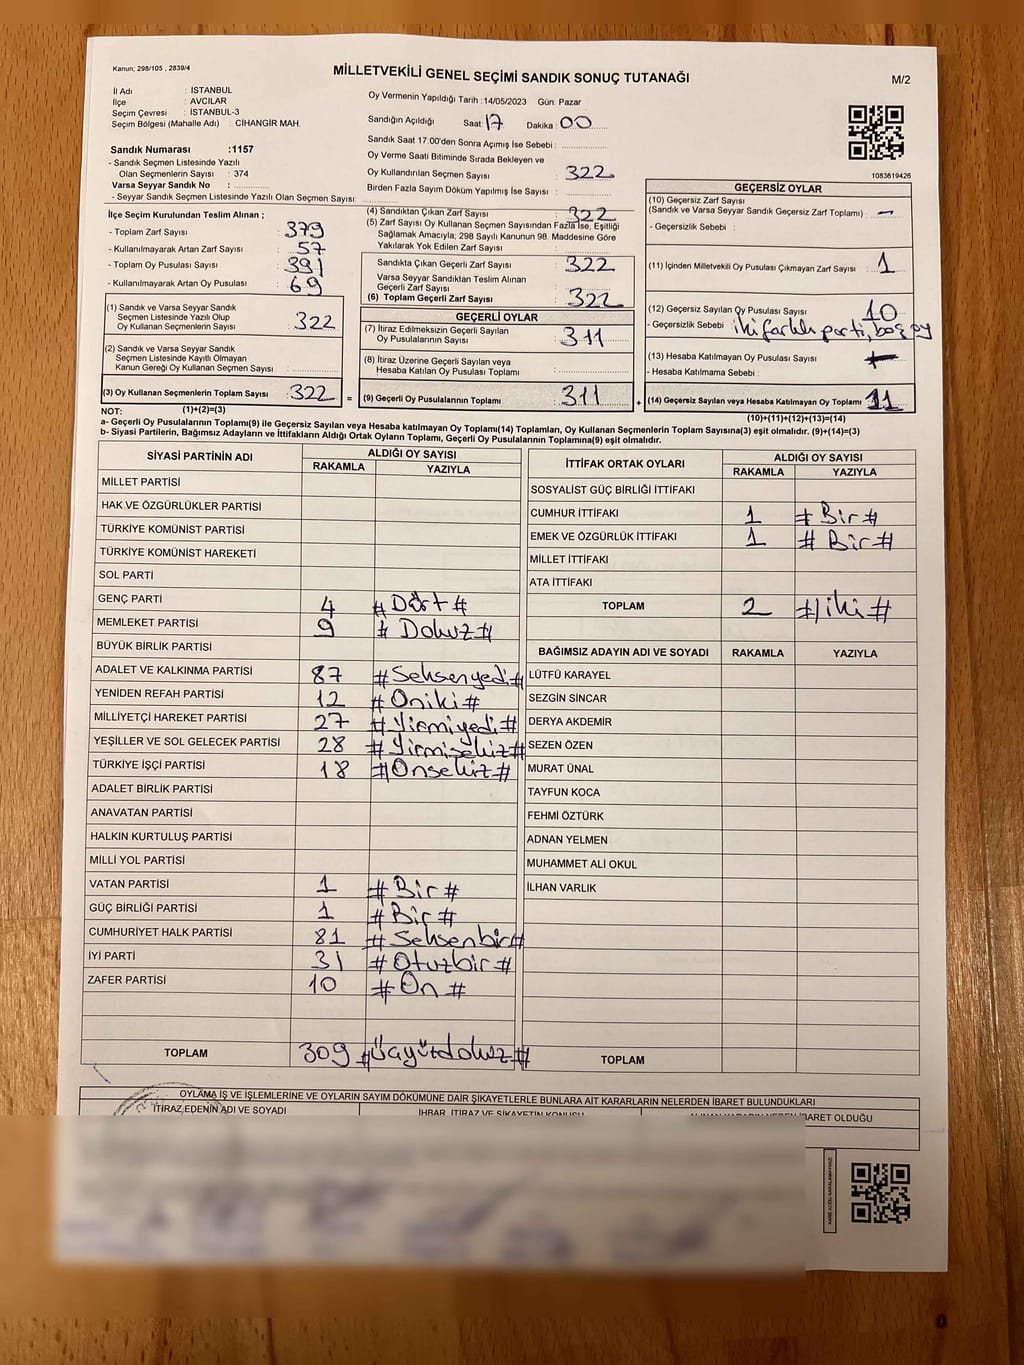 Kanun; 298/105 , 2839/4
MİLLETVEKİLİ GENEL SEÇİMİ SANDIK SONUÇ TUTANAĞI
M/2
İl Adı : İSTANBUL
İlçe : AVCILAR
Seçim Çevresi : İSTANBUL-3
Seçim Bölgesi (Mahalle Adı) : CİHANGİR MAH.
Oy Vermenin Yapıldığı Tarih :14/05/2023 Gün: Pazar
Sandığın Açıldığı Saat :17 Dakika :00
Sandık Saat 17:00'den Sonra Açımış İse Sebebi :
Oy Verme Saati Bitiminde Sırada Bekleyen ve
Oy Kullandırılan Seçmen Sayısı : 322
Birden Fazla Sayım Döküm Yapılmış İse Sayısı :
Sandık Numarası :1157
- Sandık Seçmen Listesinde Yazılı
Olan Seçmenlerin Sayısı : 374
Varsa Seyyar Sandık No :
- Seyyar Sandık Seçmen Listesinde Yazılı Olan Seçmen Sayısı:
1083619426
İlçe Seçim Kurulundan Teslim Alınan ;
- Toplam Zarf Sayısı : 379
- Kullanılmayarak Artan Zarf Sayısı : 57
- Toplam Oy Pusulası Sayısı : 391
- Kullanılmayarak Artan Oy Pusulası : 69
(1) Sandık ve Varsa Seyyar Sandık
Seçmen Listesinde Yazılı Olup
Oy Kullanan Seçmenlerin Sayısı : 322
(2) Sandık ve Varsa Seyyar Sandık
Seçmen Listesinde Kayıtlı Olmayan
Kanun Gereği Oy Kullanan Seçmen Sayısı :
(3) Oy Kullanan Seçmenlerin Toplam Sayısı : 322 =
(1)+(2)=(3)
(4) Sandıktan Çıkan Zarf Sayısı : 322
(5) Zarf Sayısı Oy Kullanan Seçmen Sayısından Fazla İse, Eşitliği
Sağlamak Amacıyla; 298 Sayılı Kanunun 98. Maddesine Göre
Yakılarak Yok Edilen Zarf Sayısı :
Sandıkta Çıkan Geçerli Zarf Sayısı : 322
Varsa Seyyar Sandıktan Teslim Alınan
Geçerli Zarf Sayısı :
(6) Toplam Geçerli Zarf Sayısı : 322
GEÇERLİ OYLAR
(7) İtiraz Edilmeksizin Geçerli Sayılan
Oy Pusulalarının Sayısı : 311
(8) İtiraz Üzerine Geçerli Sayılan veya
Hesaba Katılan Oy Pusulası Toplamı :
(9) Geçerli Oy Pusulalarının Toplamı : 311 +
GEÇERSİZ OYLAR
(10) Geçersiz Zarf Sayısı
(Sandık ve Varsa Seyyar Sandık Geçersiz Zarf Toplamı) : -
- Geçersizlik Sebebi :
(11) İçinden Milletvekili Oy Pusulası Çıkmayan Zarf Sayısı : 1
(12) Geçersiz Sayılan Oy Pusulası Sayısı : 10
- Geçersizlik Sebebi : iki farklı parti, boş oy
(13) Hesaba Katılmayan Oy Pusulası Sayısı :
- Hesaba Katılmama Sebebi :
(14) Geçersiz Sayılan veya Hesaba Katılmayan Oy Toplamı : 11
(10)+(11)+(12)+(13)=(14)
NOT:
a- Geçerli Oy Pusulalarının Toplamı(9) ile Geçersiz Sayılan veya Hesaba katılmayan Oy Toplamı(14) Toplamları, Oy Kullanan Seçmenlerin Toplam Sayısına(3) eşit olmalıdır. (9)+(14)=(3)
b- Siyasi Partilerin, Bağımsız Adayların ve İttifakların Aldığı Ortak Oyların Toplamı, Geçerli Oy Pusulalarının Toplamına(9) eşit olmalıdır.
SİYASİ PARTİNİN ADI ALDIĞI OY SAYISI
RAKAMLA YAZIYLA
MİLLET PARTİSİ
HAK VE ÖZGÜRLÜKLER PARTİSİ
TÜRKİYE KOMÜNİST PARTİSİ
TÜRKİYE KOMÜNİST HAREKETİ
SOL PARTİ
GENÇ PARTİ 4 #Dört#
MEMLEKET PARTİSİ 9 # Dokuz#
BÜYÜK BİRLİK PARTİSİ
ADALET VE KALKINMA PARTİSİ 87 #Seksenyedi#
YENİDEN REFAH PARTİSİ 12 #Oniki#
MİLLİYETÇİ HAREKET PARTİSİ 27 #Yirmiyedi#
YEŞİLLER VE SOL GELECEK PARTİSİ 28 #Yirmisekiz#
TÜRKİYE İŞÇİ PARTİSİ 18 #Onsekiz#
ADALET BİRLİK PARTİSİ
ANAVATAN PARTİSİ
HALKIN KURTULUŞ PARTİSİ
MİLLİ YOL PARTİSİ
VATAN PARTİSİ 1 #Bir#
GÜÇ BİRLİĞİ PARTİSİ 1 #Bir#
CUMHURİYET HALK PARTİSİ 81 #Seksenbir#
İYİ PARTİ 31 #Otuzbir#
ZAFER PARTİSİ 10 #On#
TOPLAM 309 #Üçyüzdokuz#
İTTİFAK ORTAK OYLARI ALDIĞI OY SAYISI
RAKAMLA YAZIYLA
SOSYALİST GÜÇ BİRLİĞİ İTTİFAKI
CUMHUR İTTİFAKI 1 #Bir#
EMEK VE ÖZGÜRLÜK İTTİFAKI 1 # Bir#
MİLLET İTTİFAKI
ATA İTTİFAKI
TOPLAM 2 #iki#
BAĞIMSIZ ADAYIN ADI VE SOYADI RAKAMLA YAZIYLA
LÜTFÜ KARAYEL
SEZGİN SİNCAR
DERYA AKDEMİR
SEZEN ÖZEN
MURAT ÜNAL
TAYFUN KOCA
FEHMİ ÖZTÜRK
ADNAN YELMEN
MUHAMMET ALİ OKUL
İLHAN VARLIK
TOPLAM
OYLAMA İŞ VE İŞLEMLERİNE VE OYLARIN SAYIM DÖKÜMÜNE DAİR ŞİKAYETLERLE BUNLARA AİT KARARLARIN NELERDEN İBARET BULUNDUKLARI
İTİRAZ EDENİN ADI VE SOYADI İHBAR, İTİRAZ VE ŞİKAYETİN KONUSU ALINAN KARARIN NEDEN İBARET OLDUĞU
KARE KODU KARALAMAYINIZ!